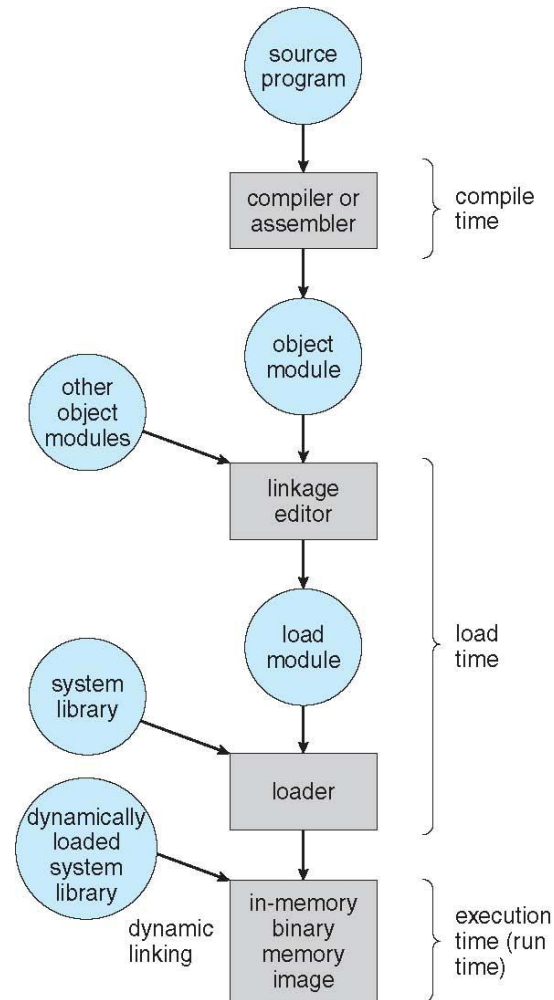 source
program
compiler or
assembler
compile
time
object
module
other
object
modules
linkage
editor
load
module
load
time
system
library
loader
dynamically
loaded
system
library
dynamic
linking
in-memory
binary
memory
image
execution
time (run
time)